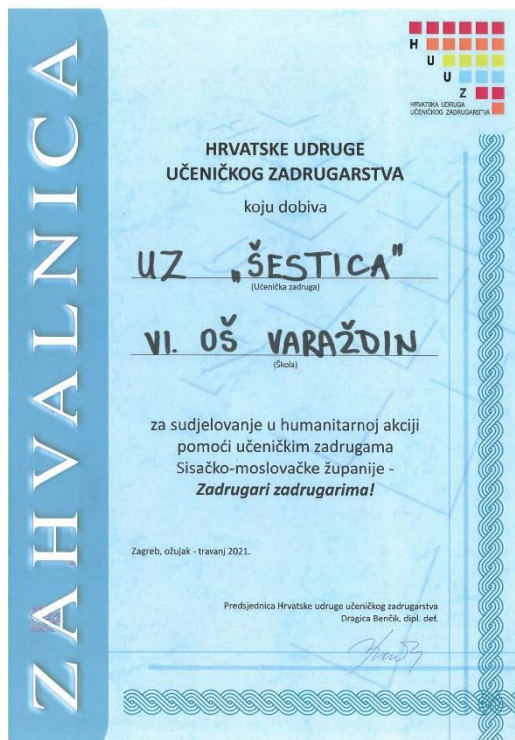 ZAHVALNICA
H
U
U
Z
HRVATSKA UDRUGA
UČENIČKOG ZADRUGARSTVA
HRVATSKE UDRUGE
UČENIČKOG ZADRUGARSTVA
koju dobiva
UZ „ŠESTICA"
(Učenička zadruga)
VI. OŠ VARAŽDIN
(Škola)
za sudjelovanje u humanitarnoj akciji
pomoći učeničkim zadrugama
Sisačko-moslovačke županije -
Zadrugari zadrugarima!
Zagreb, ožujak - travanj 2021.
Predsjednica Hrvatske udruge učeničkog zadrugarstva
Dragica Benčik, dipl. def.